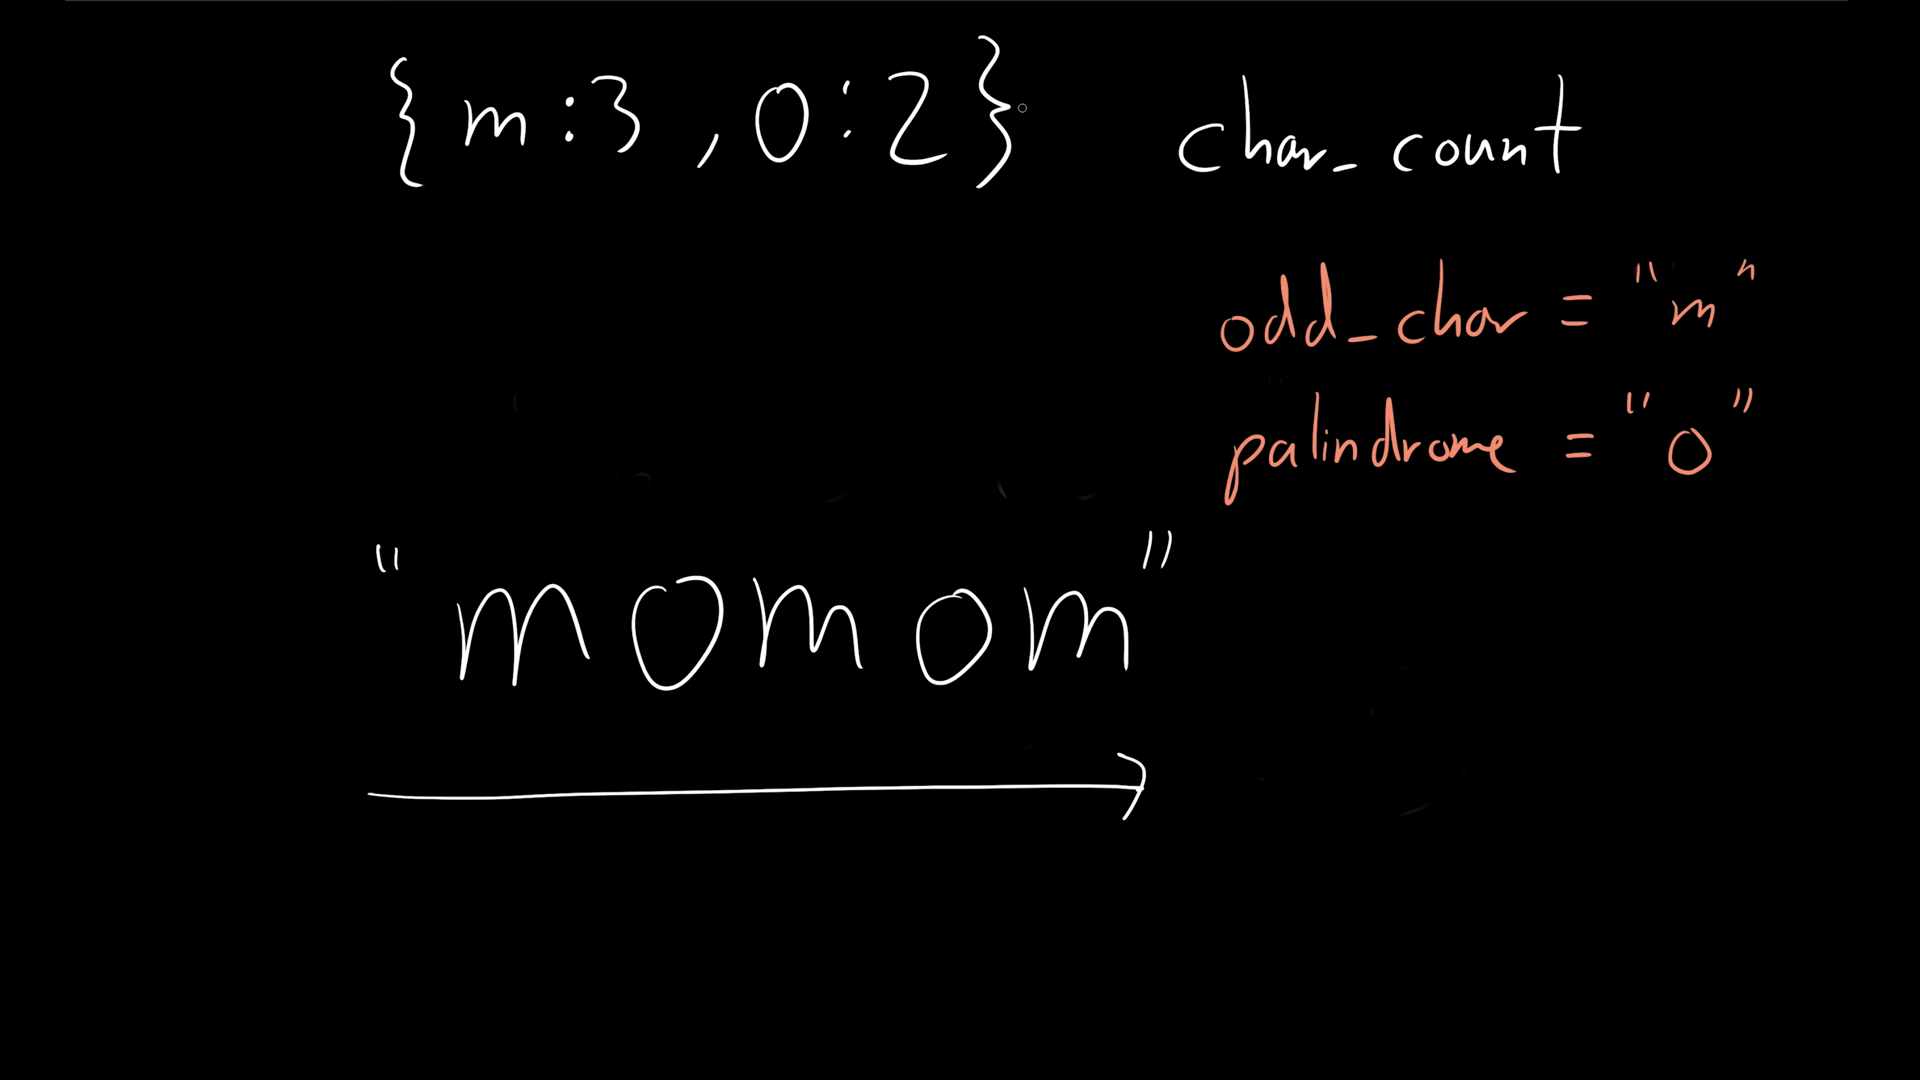 {m:3, o:2} char_count
odd_char = "m"
palindrome = "o"
"momom"